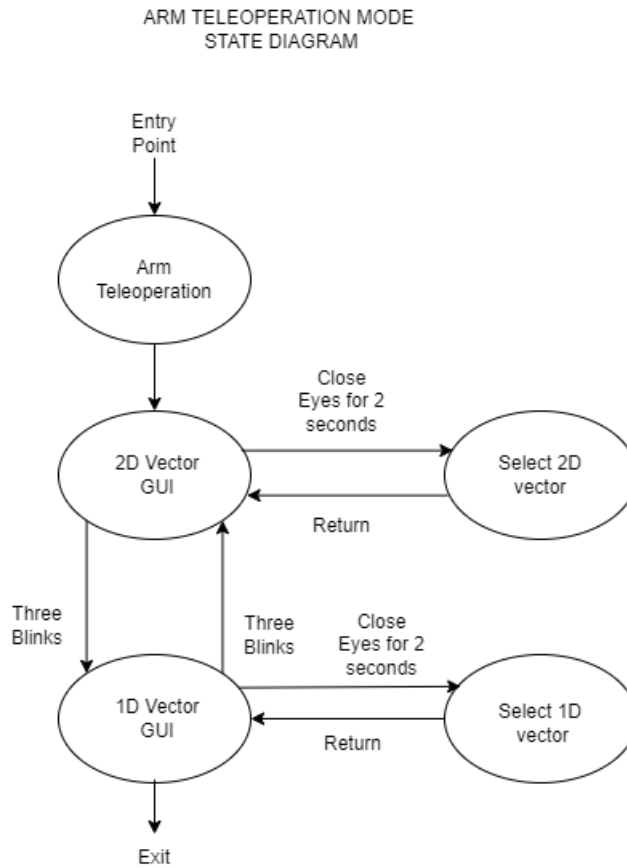 ARM TELEOPERATION MODE
STATE DIAGRAM
Entry
Point
Arm
Teleoperation
Close
Eyes for 2
seconds
2D Vector
GUI
Select 2D
vector
Return
Three
Blinks
Three
Blinks
Close
Eyes for 2
seconds
1D Vector
GUI
Select 1D
vector
Return
Exit